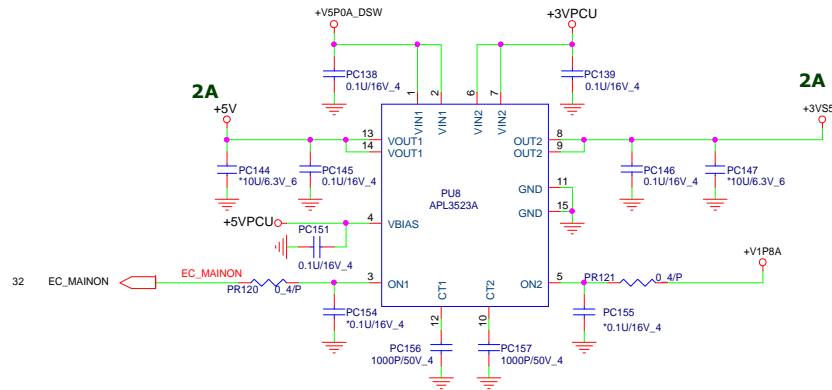 +V5P0A_DSW
+3VPCU
PC138
0.1U/16V_4
PC139
0.1U/16V_4
2A
+5V
2A
+3VS5
1
2
6
7
VIN1
VIN1
VIN2
VIN2
13
VOUT1
14
VOUT1
OUT2
8
OUT2
9
PC144
*10U/6.3V_6
PC145
0.1U/16V_4
PC146
0.1U/16V_4
PC147
*10U/6.3V_6
GND
11
GND
15
PU8
APL3523A
+5VPCU
4
VBIAS
PC151
0.1U/16V_4
+V1P8A
32
EC_MAINON
EC_MAINON
PR120
0_4/P
3
ON1
ON2
5
PR121
0_4/P
CT1
CT2
PC154
*0.1U/16V_4
PC155
*0.1U/16V_4
12
10
PC156
1000P/50V_4
PC157
1000P/50V_4